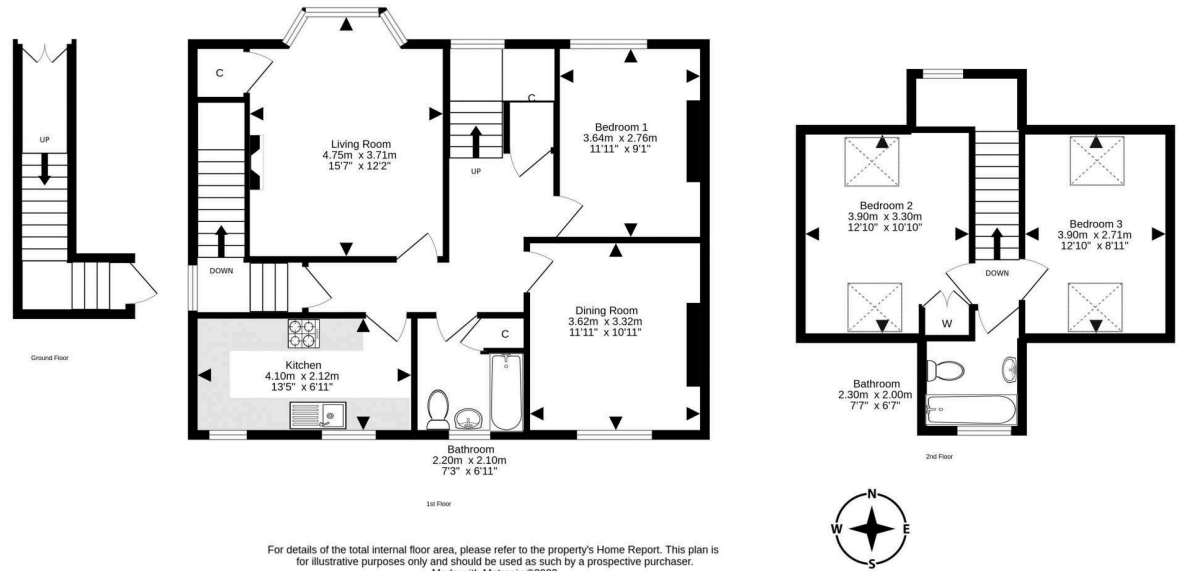 UP
Ground Floor
C
Living Room
4.75m x 3.71m
15'7" x 12'2"
DOWN
UP
C
Bedroom 1
3.64m x 2.76m
11'11" x 9'1"
Dining Room
3.62m x 3.32m
11'11" x 10'11"
Kitchen
4.10m x 2.12m
13'5" x 6'11"
C
Bathroom
2.20m x 2.10m
7'3" x 6'11"
1st Floor
Bedroom 2
3.90m x 3.30m
12'10" x 10'10"
Bedroom 3
3.90m x 2.71m
12'10" x 8'11"
DOWN
W
Bathroom
2.30m x 2.00m
7'7" x 6'7"
2nd Floor
N
W
E
S
For details of the total internal floor area, please refer to the property's Home Report. This plan is
for illustrative purposes only and should be used as such by a prospective purchaser.